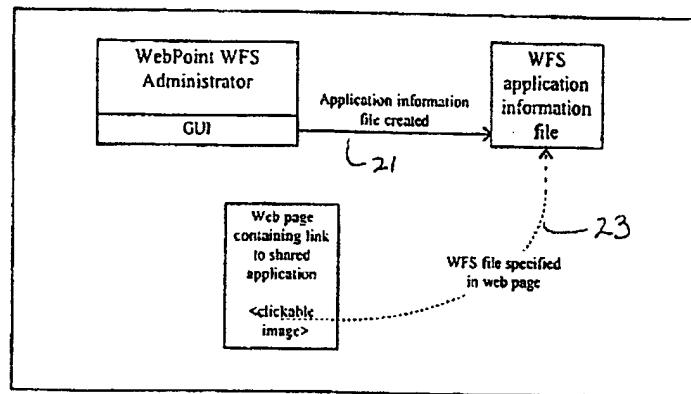 WebPoint WFS
Administrator
GUI
Application information
file created
21
WFS
application
information
file
Web page
containing link
to shared
application
<clickable
image>
23
WFS file specified
in web page